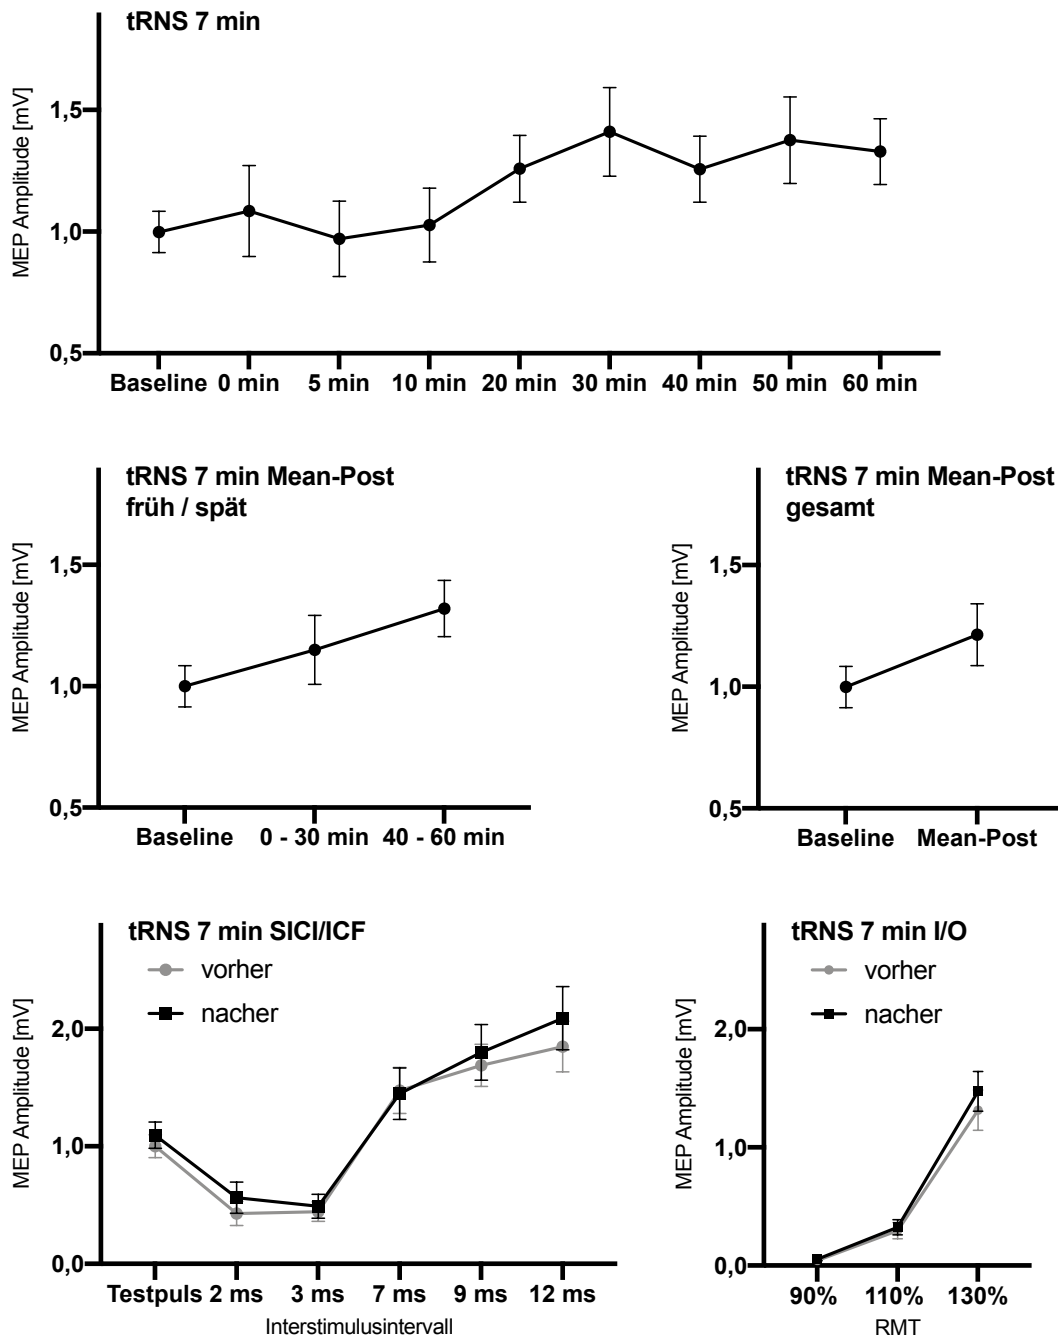 tRNS 7 min
MEP Amplitude [mV]
1,5
1,0
0,5
Baseline 0 min 5 min 10 min 20 min 30 min 40 min 50 min 60 min
tRNS 7 min Mean-Post
früh / spät
MEP Amplitude [mV]
1,5
1,0
0,5
Baseline 0 - 30 min 40 - 60 min
tRNS 7 min Mean-Post
gesamt
MEP Amplitude [mV]
1,5
1,0
0,5
Baseline Mean-Post
tRNS 7 min SICI/ICF
vorher
nacher
MEP Amplitude [mV]
2,0
1,0
0,0
Testpuls 2 ms 3 ms 7 ms 9 ms 12 ms
Interstimulusintervall
tRNS 7 min I/O
vorher
nacher
MEP Amplitude [mV]
2,0
1,0
0,0
90% 110% 130%
RMT